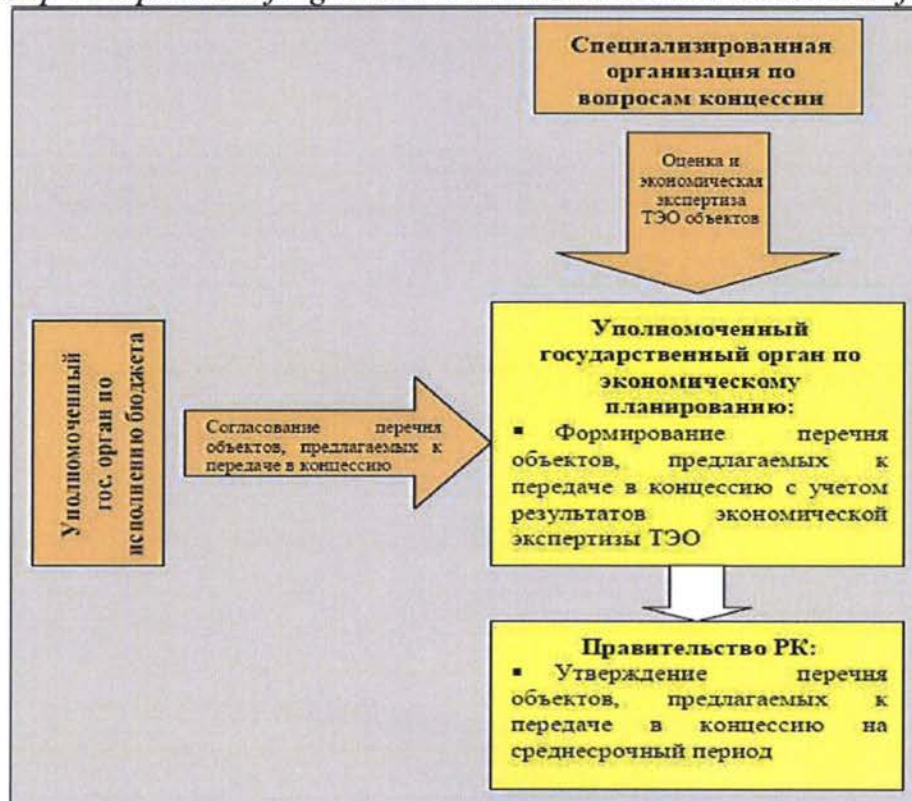 Специализированная
организация по
вопросам концессии
Оценка и
экономическая
экспертиза
ТЭО объектов
Уполномоченный
гос. орган по
исполнению бюджета
Согласование перечня
объектов, предлагаемых к
передаче в концессию
Уполномоченный
государственный орган по
экономическому
планированию:
▪ Формирование перечня
объектов, предлагаемых к
передаче в концессию с учетом
результатов экономической
экспертизы ТЭО
Правительство РК:
▪ Утверждение перечня
объектов, предлагаемых к
передаче в концессию на
среднесрочный период